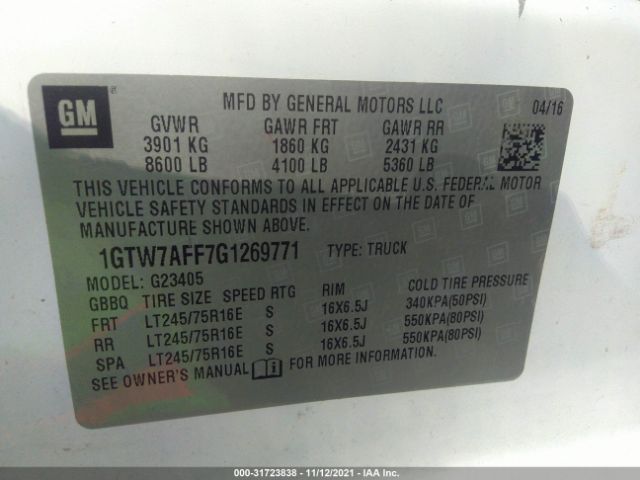 GM
MFD BY GENERAL MOTORS LLC 04/16
GVWR GAWR FRT GAWR RR
3901 KG 1860 KG 2431 KG
8600 LB 4100 LB 5360 LB
THIS VEHICLE CONFORMS TO ALL APPLICABLE U.S. FEDERAL MOTOR
VEHICLE SAFETY STANDARDS IN EFFECT ON THE DATE OF
MANUFACTURE SHOWN ABOVE.
1GTW7AFF7G1269771 TYPE: TRUCK
MODEL: G23405
GBBQ TIRE SIZE SPEED RTG RIM COLD TIRE PRESSURE
FRT LT245/75R16E S 16X6.5J 340KPA(50PSI)
RR LT245/75R16E S 16X6.5J 550KPA(80PSI)
SPA LT245/75R16E S 16X6.5J 550KPA(80PSI)
SEE OWNER'S MANUAL FOR MORE INFORMATION.
000-31723838 - 11/12/2021 - IAA Inc.